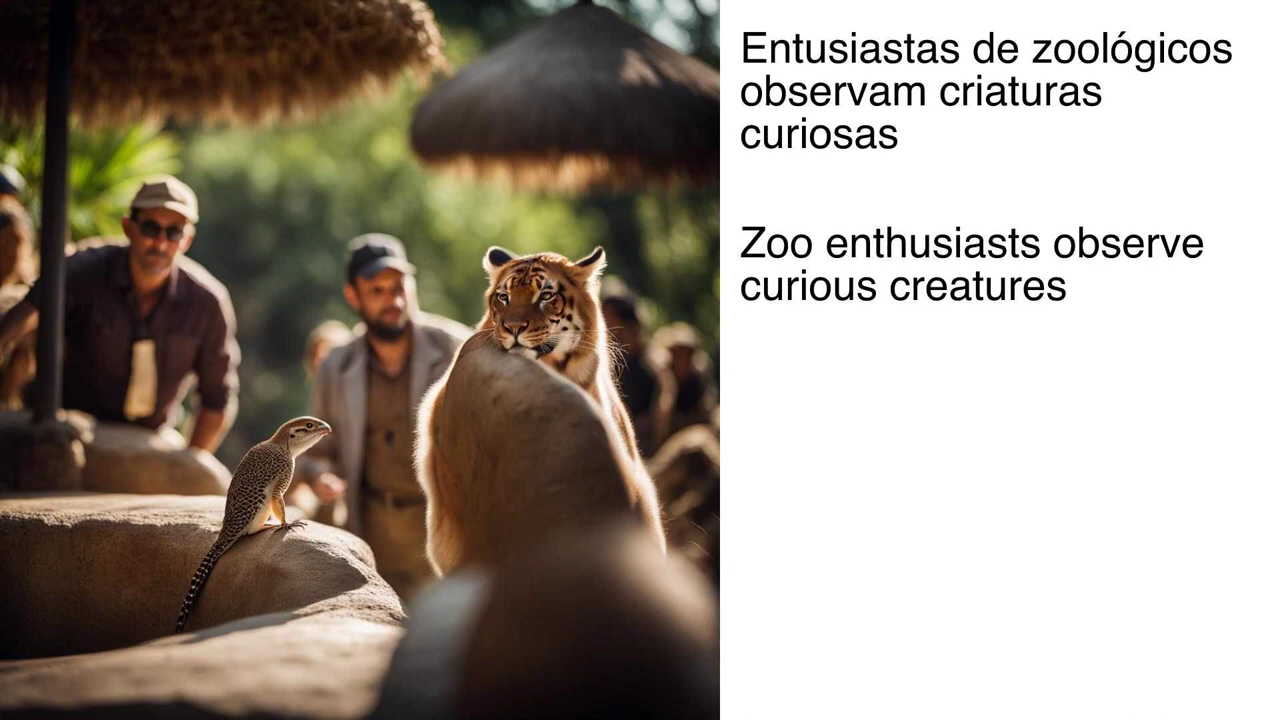 Entusiastas de zoológicos
observam criaturas
curiosas
Zoo enthusiasts observe
curious creatures